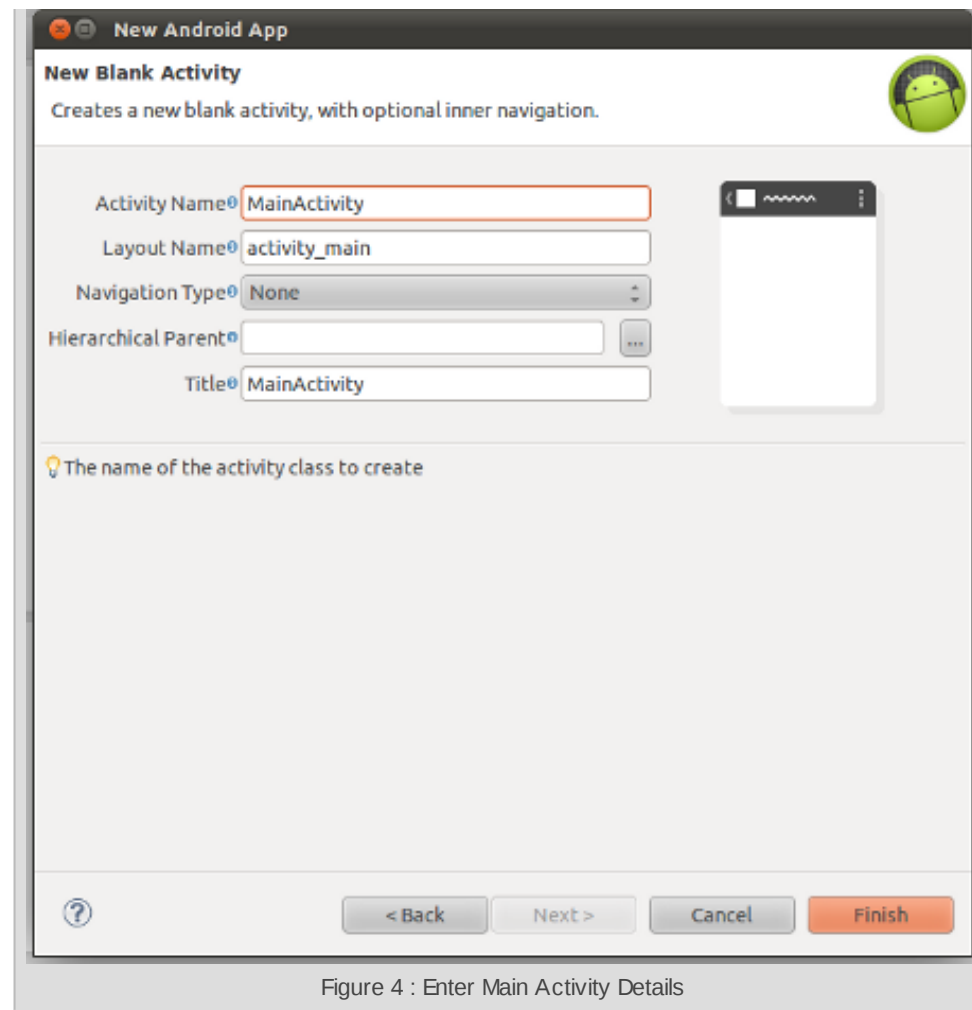 New Android App
New Blank Activity
Creates a new blank activity, with optional inner navigation.
Activity Name MainActivity
Layout Name activity_main
Navigation Type None
Hierarchical Parent ...
Title MainActivity
The name of the activity class to create
? < Back Next > Cancel Finish
Figure 4 : Enter Main Activity Details